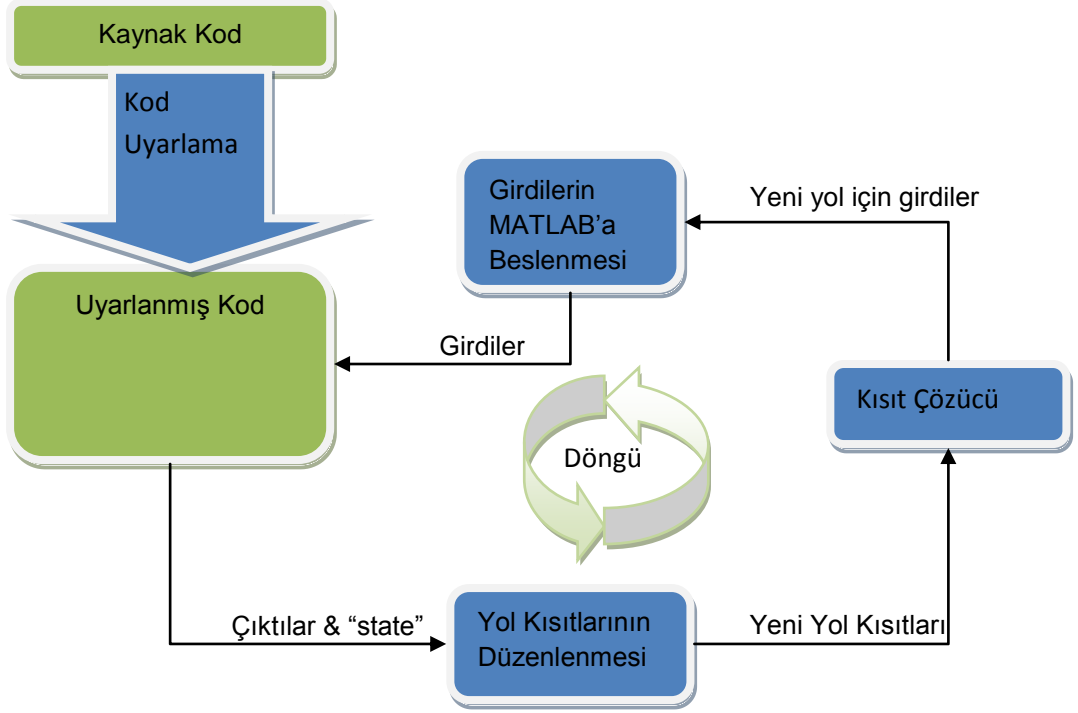 Kaynak Kod
Kod
Uyarlama
Girdilerin
MATLAB’a
Beslenmesi
Yeni yol için girdiler
Uyarlanmış Kod
Girdiler
Kısıt Çözücü
Döngü
Çıktılar & “state”
Yol Kısıtlarının
Düzenlenmesi
Yeni Yol Kısıtları